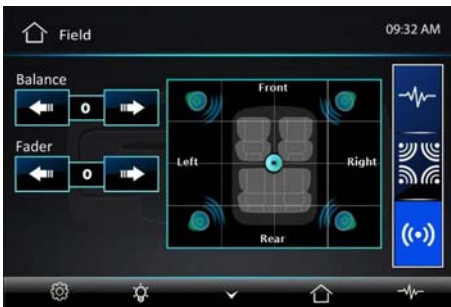 Field
09:32 AM
Balance
0
Fader
0
Front
Left
Right
Rear